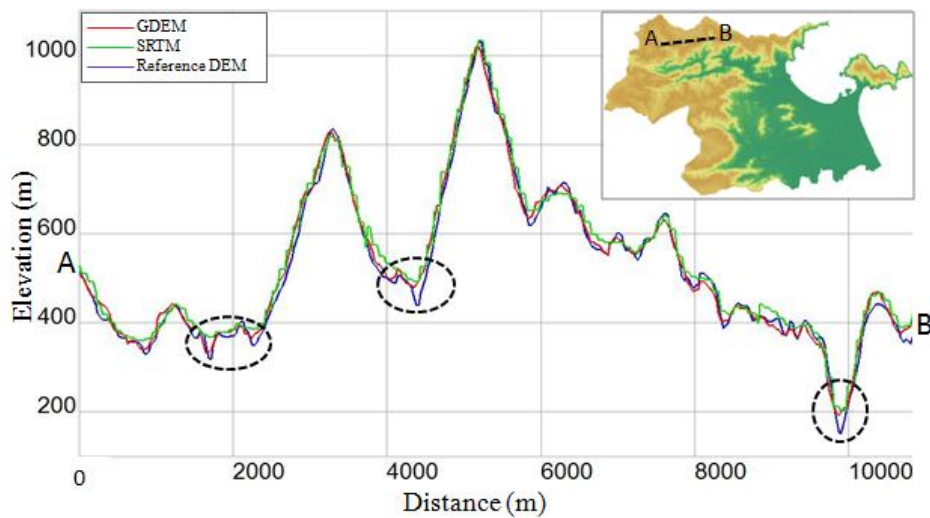 GDEM
SRTM
Reference DEM
A
B
1000
800
600
400
200
Elevation (m)
A
B
0
2000
4000
6000
8000
10000
Distance (m)